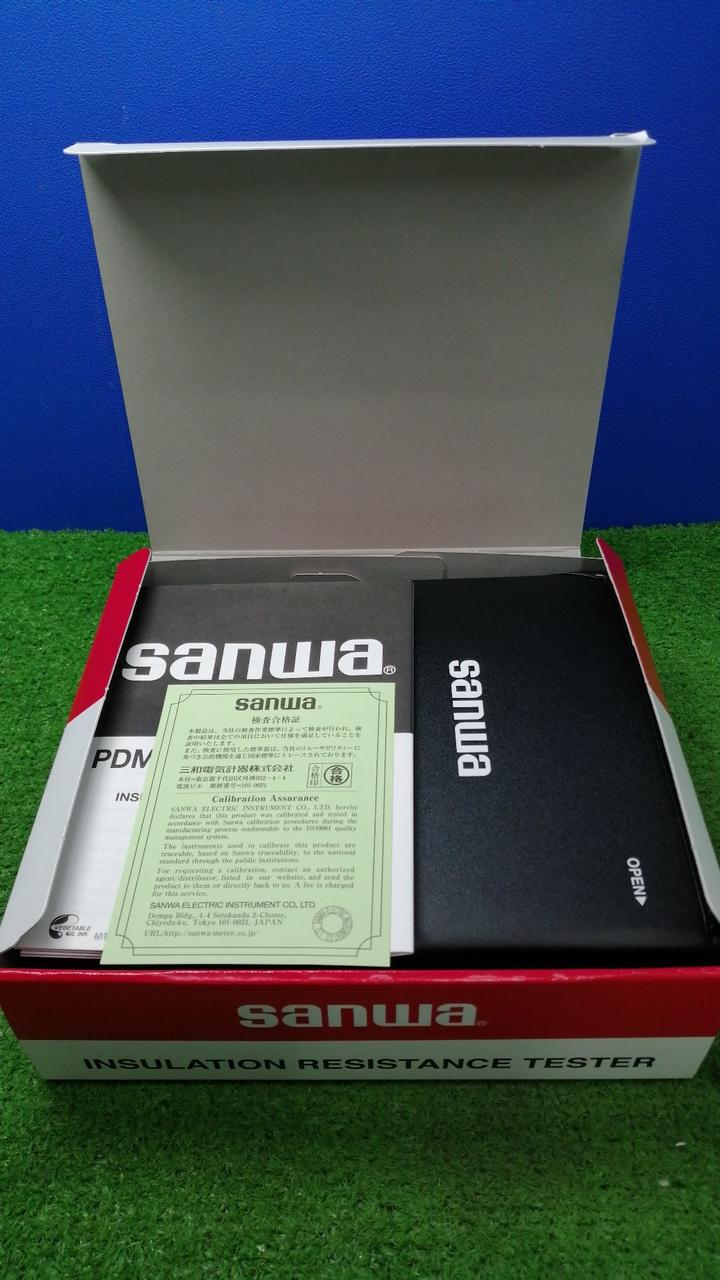 sanwa®
PDM
INS
sanwa®
検査合格証
本製品は、当社の検査作業標準によって検査が行われ、検
査の結果は全ての項目において仕様を満足していることを
証明いたします。
また、検査に使用した標準器は、当社のトレーサビリティーに
基づき公的機関を通じ国家標準にトレースされております。
三和電気計器株式会社
本社=東京都千代田区外神田2-4-4
電波ビル 郵便番号=101-0021
合格印
合格
Calibration Assurance
SANWA ELECTRIC INSTRUMENT CO., LTD. hereby
declares that this product was calibrated and tested in
accordance with Sanwa calibration procedures during the
manufacturing process conformable to the ISO9001 quality
management system.
The instruments used to calibrate this product are
traceable, based on Sanwa traceability, to the national
standard through the public institutions.
For requesting a calibration, contact an authorized
agent/distributor, listed in our website, and send the
product to them or directly back to us. A fee is charged
for this service.
SANWA ELECTRIC INSTRUMENT CO., LTD.
Dempa Bldg., 4-4 Sotokanda 2-Chome,
Chiyoda-ku, Tokyo 101-0021, JAPAN
URL:http://sanwa-meter.co.jp/
VEGETABLE
OIL INK
植
sanwa
OPEN▶
sanwa®
INSULATION RESISTANCE TESTER